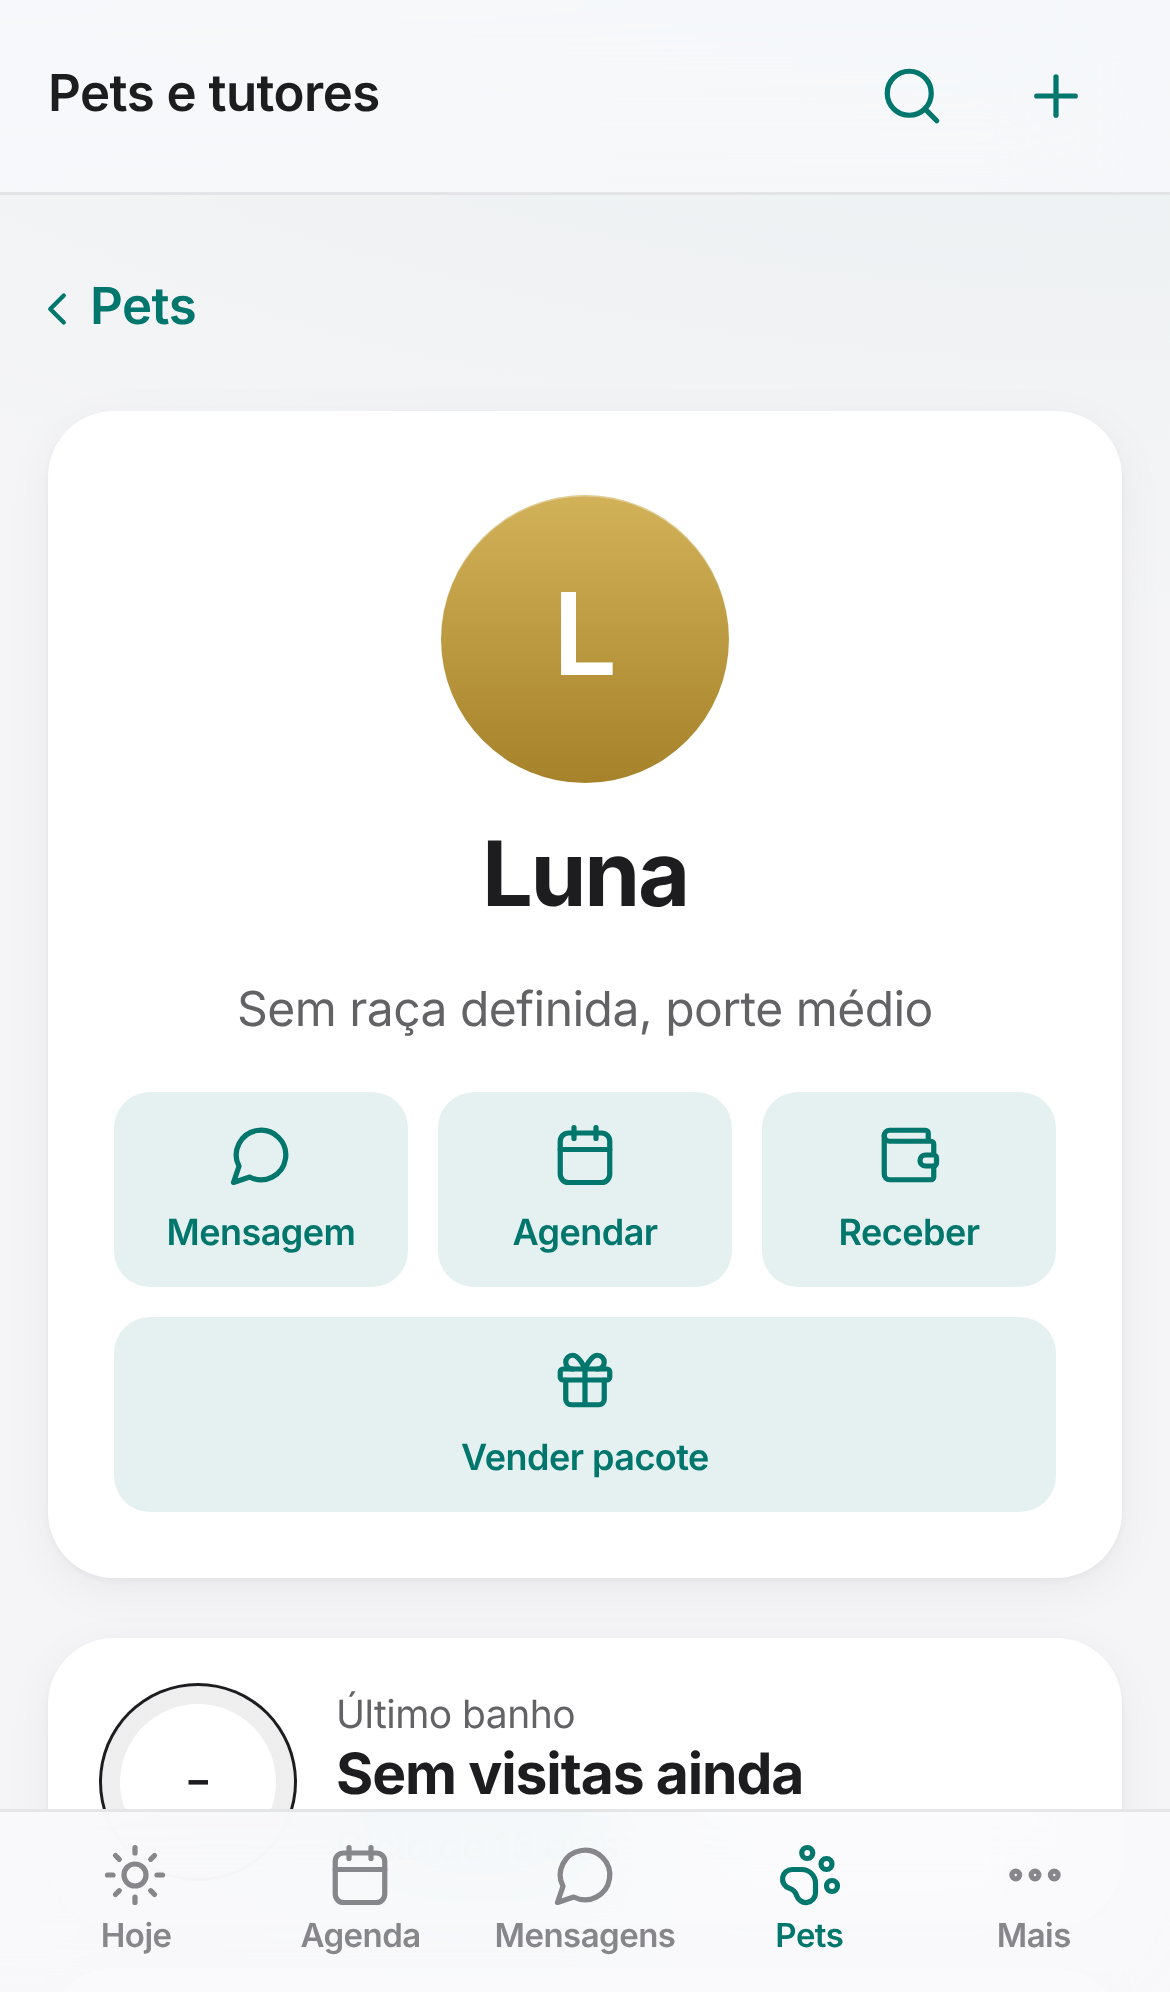 Pets e tutores
Pets
L
Luna
Sem raça definida, porte médio
Mensagem
Agendar
Receber
Vender pacote
Último banho
-
Sem visitas ainda
Hoje
Agenda
Mensagens
Pets
Mais